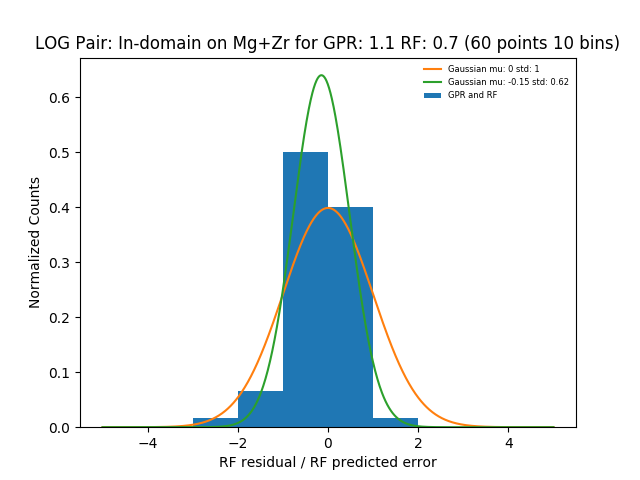 LOG Pair: In-domain on Mg+Zr for GPR: 1.1 RF: 0.7 (60 points 10 bins)
Gaussian mu: 0 std: 1
Gaussian mu: -0.15 std: 0.62
GPR and RF
Normalized Counts
0.6
0.5
0.4
0.3
0.2
0.1
0.0
−4
−2
0
2
4
RF residual / RF predicted error